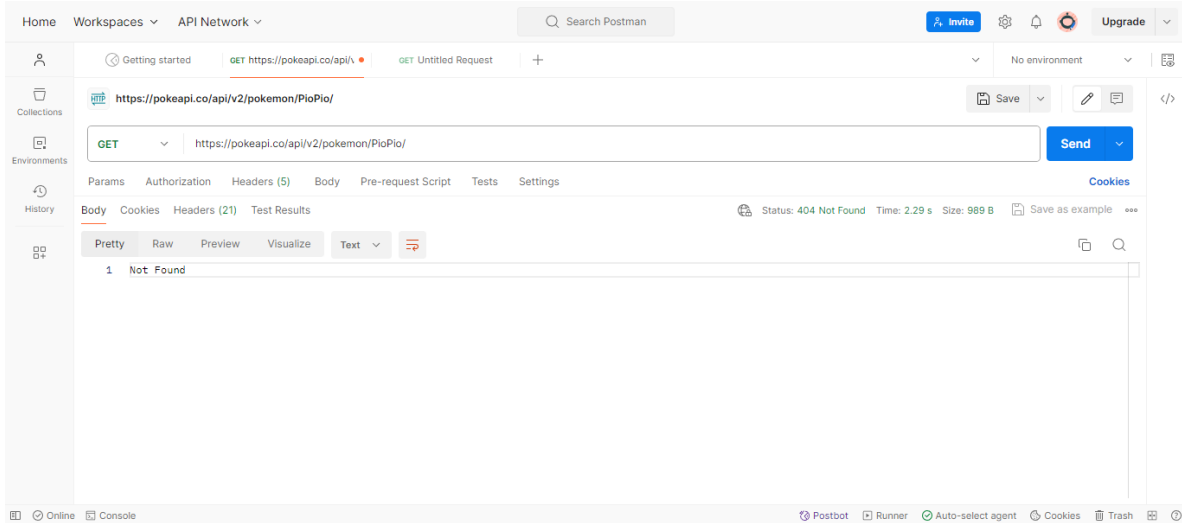 Home Workspaces API Network Search Postman Invite Upgrade
Getting started GET https://pokeapi.co/api/v GET Untitled Request No environment
Collections
Environments
History
HTTP https://pokeapi.co/api/v2/pokemon/PioPio/ Save
GET https://pokeapi.co/api/v2/pokemon/PioPio/ Send
Params Authorization Headers (5) Body Pre-request Script Tests Settings Cookies
Body Cookies Headers (21) Test Results Status: 404 Not Found Time: 2.29 s Size: 989 B Save as example
Pretty Raw Preview Visualize Text
1 Not Found
Online Console Postbot Runner Auto-select agent Cookies Trash